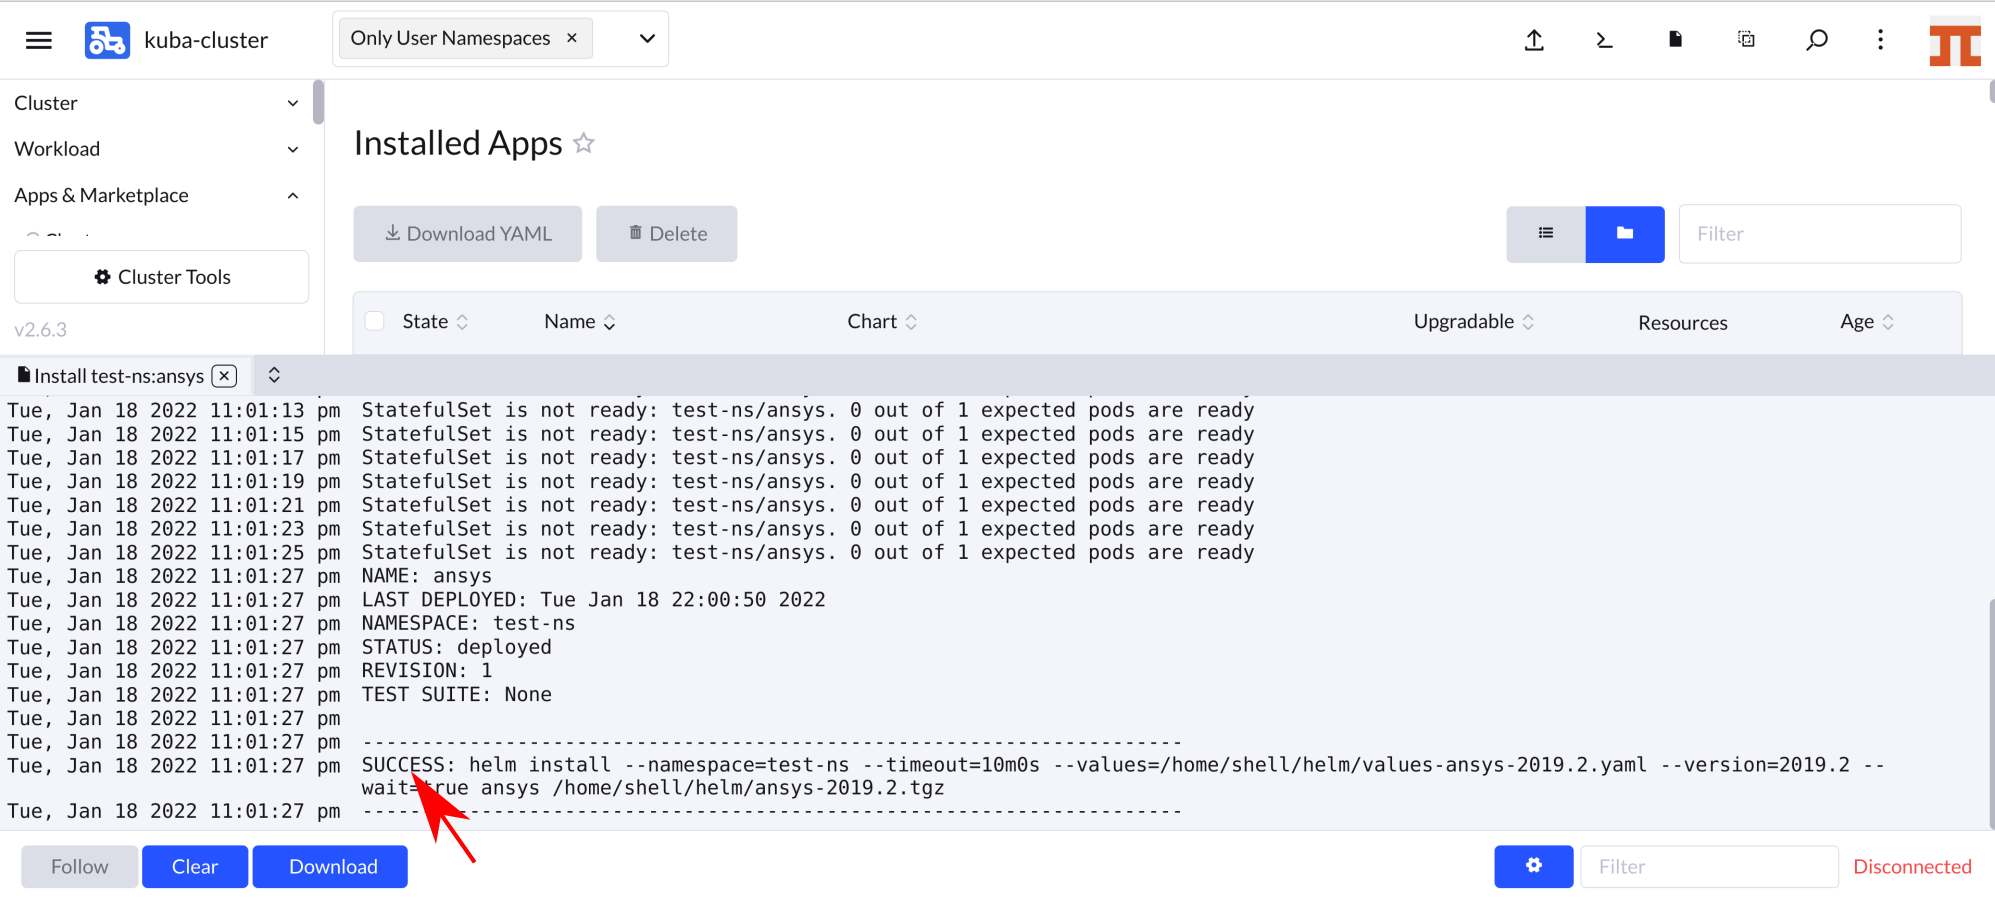 kuba-cluster
Only User Namespaces ×
Cluster
Workload
Apps & Marketplace
Cluster Tools
v2.6.3
Installed Apps
Download YAML
Delete
Filter
State
Name
Chart
Upgradable
Resources
Age
Install test-ns:ansys
Tue, Jan 18 2022 11:01:13 pm StatefulSet is not ready: test-ns/ansys. 0 out of 1 expected pods are ready
Tue, Jan 18 2022 11:01:15 pm StatefulSet is not ready: test-ns/ansys. 0 out of 1 expected pods are ready
Tue, Jan 18 2022 11:01:17 pm StatefulSet is not ready: test-ns/ansys. 0 out of 1 expected pods are ready
Tue, Jan 18 2022 11:01:19 pm StatefulSet is not ready: test-ns/ansys. 0 out of 1 expected pods are ready
Tue, Jan 18 2022 11:01:21 pm StatefulSet is not ready: test-ns/ansys. 0 out of 1 expected pods are ready
Tue, Jan 18 2022 11:01:23 pm StatefulSet is not ready: test-ns/ansys. 0 out of 1 expected pods are ready
Tue, Jan 18 2022 11:01:25 pm StatefulSet is not ready: test-ns/ansys. 0 out of 1 expected pods are ready
Tue, Jan 18 2022 11:01:27 pm NAME: ansys
Tue, Jan 18 2022 11:01:27 pm LAST DEPLOYED: Tue Jan 18 22:00:50 2022
Tue, Jan 18 2022 11:01:27 pm NAMESPACE: test-ns
Tue, Jan 18 2022 11:01:27 pm STATUS: deployed
Tue, Jan 18 2022 11:01:27 pm REVISION: 1
Tue, Jan 18 2022 11:01:27 pm TEST SUITE: None
Tue, Jan 18 2022 11:01:27 pm
Tue, Jan 18 2022 11:01:27 pm ---------------------------------------------------------------------
Tue, Jan 18 2022 11:01:27 pm SUCCESS: helm install --namespace=test-ns --timeout=10m0s --values=/home/shell/helm/values-ansys-2019.2.yaml --version=2019.2 --
wait=true ansys /home/shell/helm/ansys-2019.2.tgz
Tue, Jan 18 2022 11:01:27 pm ---------------------------------------------------------------------
Follow
Clear
Download
Filter
Disconnected